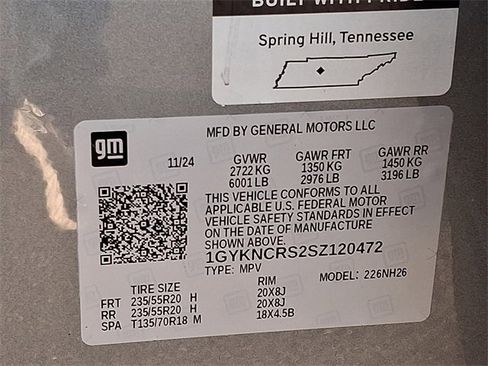 BUILT WITH PRIDE
Spring Hill, Tennessee
gm
MFD BY GENERAL MOTORS LLC
11/24 GVWR GAWR FRT GAWR RR
2722 KG 1350 KG 1450 KG
6001 LB 2976 LB 3196 LB
THIS VEHICLE CONFORMS TO ALL
APPLICABLE U.S. FEDERAL MOTOR
VEHICLE SAFETY STANDARDS IN EFFECT
ON THE DATE OF MANUFACTURE
SHOWN ABOVE.
1GYKNCRS2SZ120472
TYPE: MPV MODEL: 226NH26
TIRE SIZE RIM
FRT 235/55R20 H 20X8J
RR 235/55R20 H 20X8J
SPA T135/70R18 M 18X4.5B